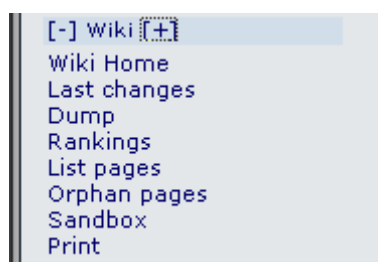 [-] Wiki [+]
Wiki Home
Last changes
Dump
Rankings
List pages
Orphan pages
Sandbox
Print